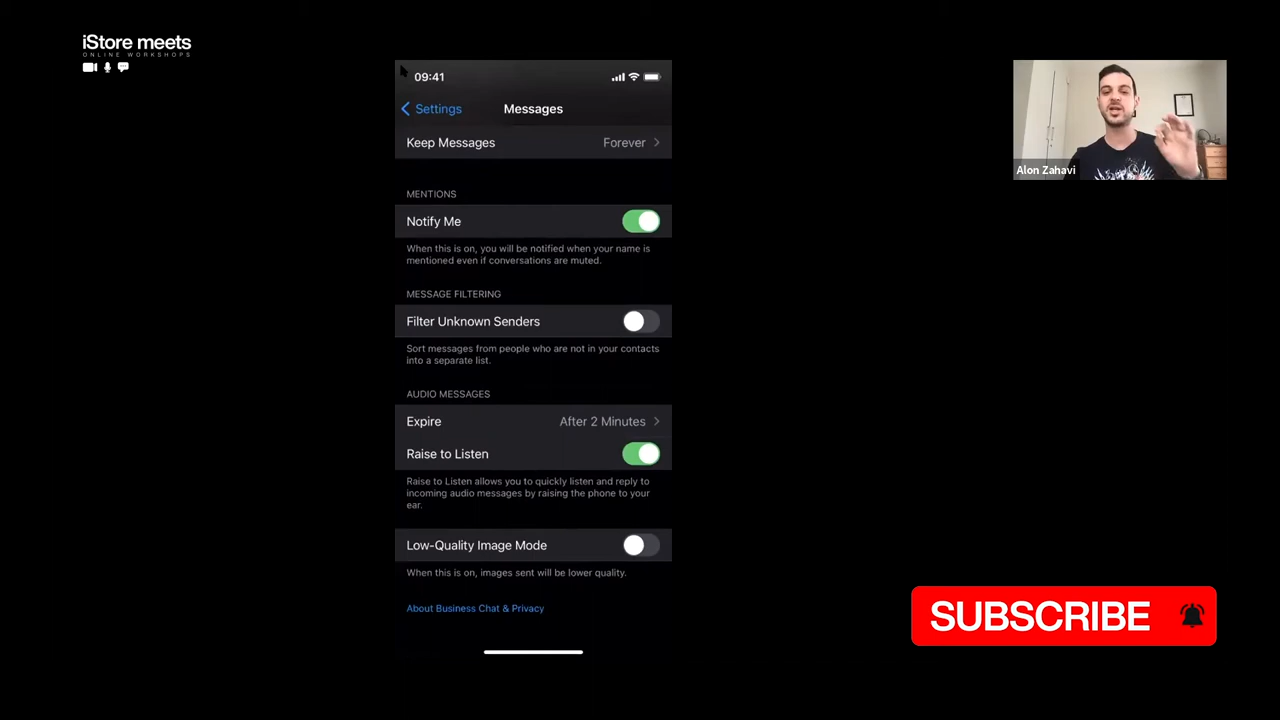 iStore meets
ONLINE WORKSHOPS
09:41
Settings
Messages
Keep Messages
Forever
MENTIONS
Notify Me
When this is on, you will be notified when your name is
mentioned even if conversations are muted.
MESSAGE FILTERING
Filter Unknown Senders
Sort messages from people who are not in your contacts
into a separate list.
AUDIO MESSAGES
Expire
After 2 Minutes
Raise to Listen
Raise to Listen allows you to quickly listen and reply to
incoming audio messages by raising the phone to your
ear.
Low-Quality Image Mode
When this is on, images sent will be lower quality.
About Business Chat & Privacy
Alon Zahavi
SUBSCRIBE